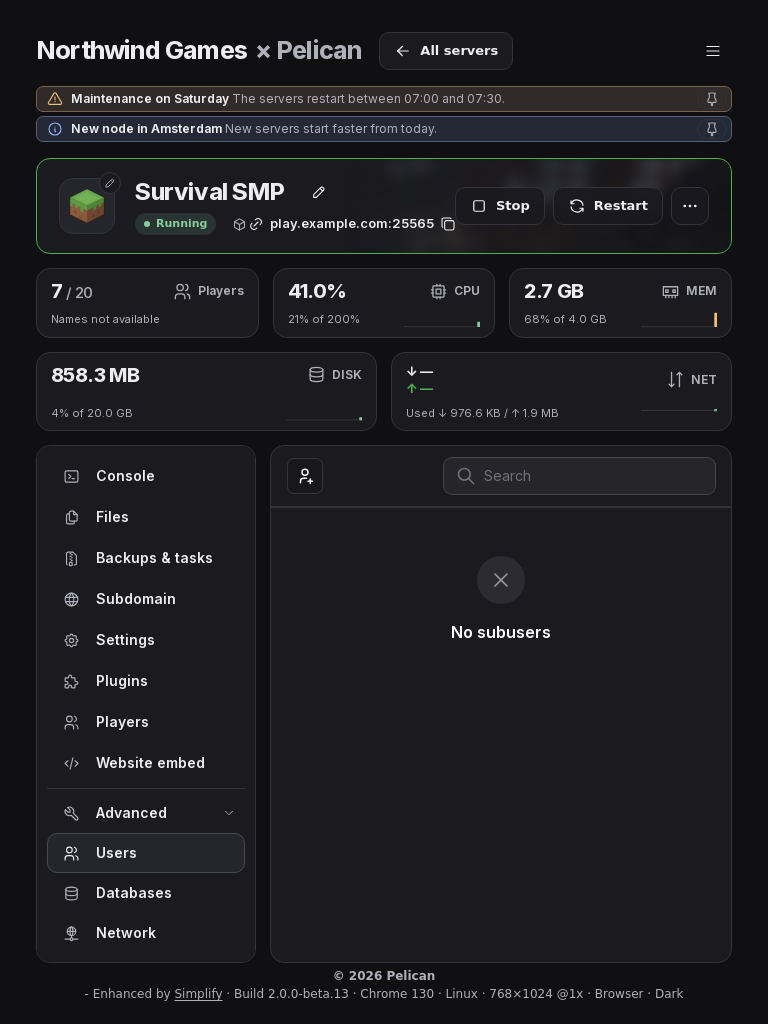 Northwind Games × Pelican
All servers
Maintenance on Saturday The servers restart between 07:00 and 07:30.
New node in Amsterdam New servers start faster from today.
Survival SMP
Running
play.example.com:25565
Stop
Restart
7 / 20
Players
Names not available
41.0%
CPU
21% of 200%
2.7 GB
MEM
68% of 4.0 GB
858.3 MB
DISK
4% of 20.0 GB
↓ —
↑ —
NET
Used ↓ 976.6 KB / ↑ 1.9 MB
Console
Files
Backups & tasks
Subdomain
Settings
Plugins
Players
Website embed
Advanced
Users
Databases
Network
Search
No subusers
© 2026 Pelican
- Enhanced by Simplify · Build 2.0.0-beta.13 · Chrome 130 · Linux · 768×1024 @1x · Browser · Dark